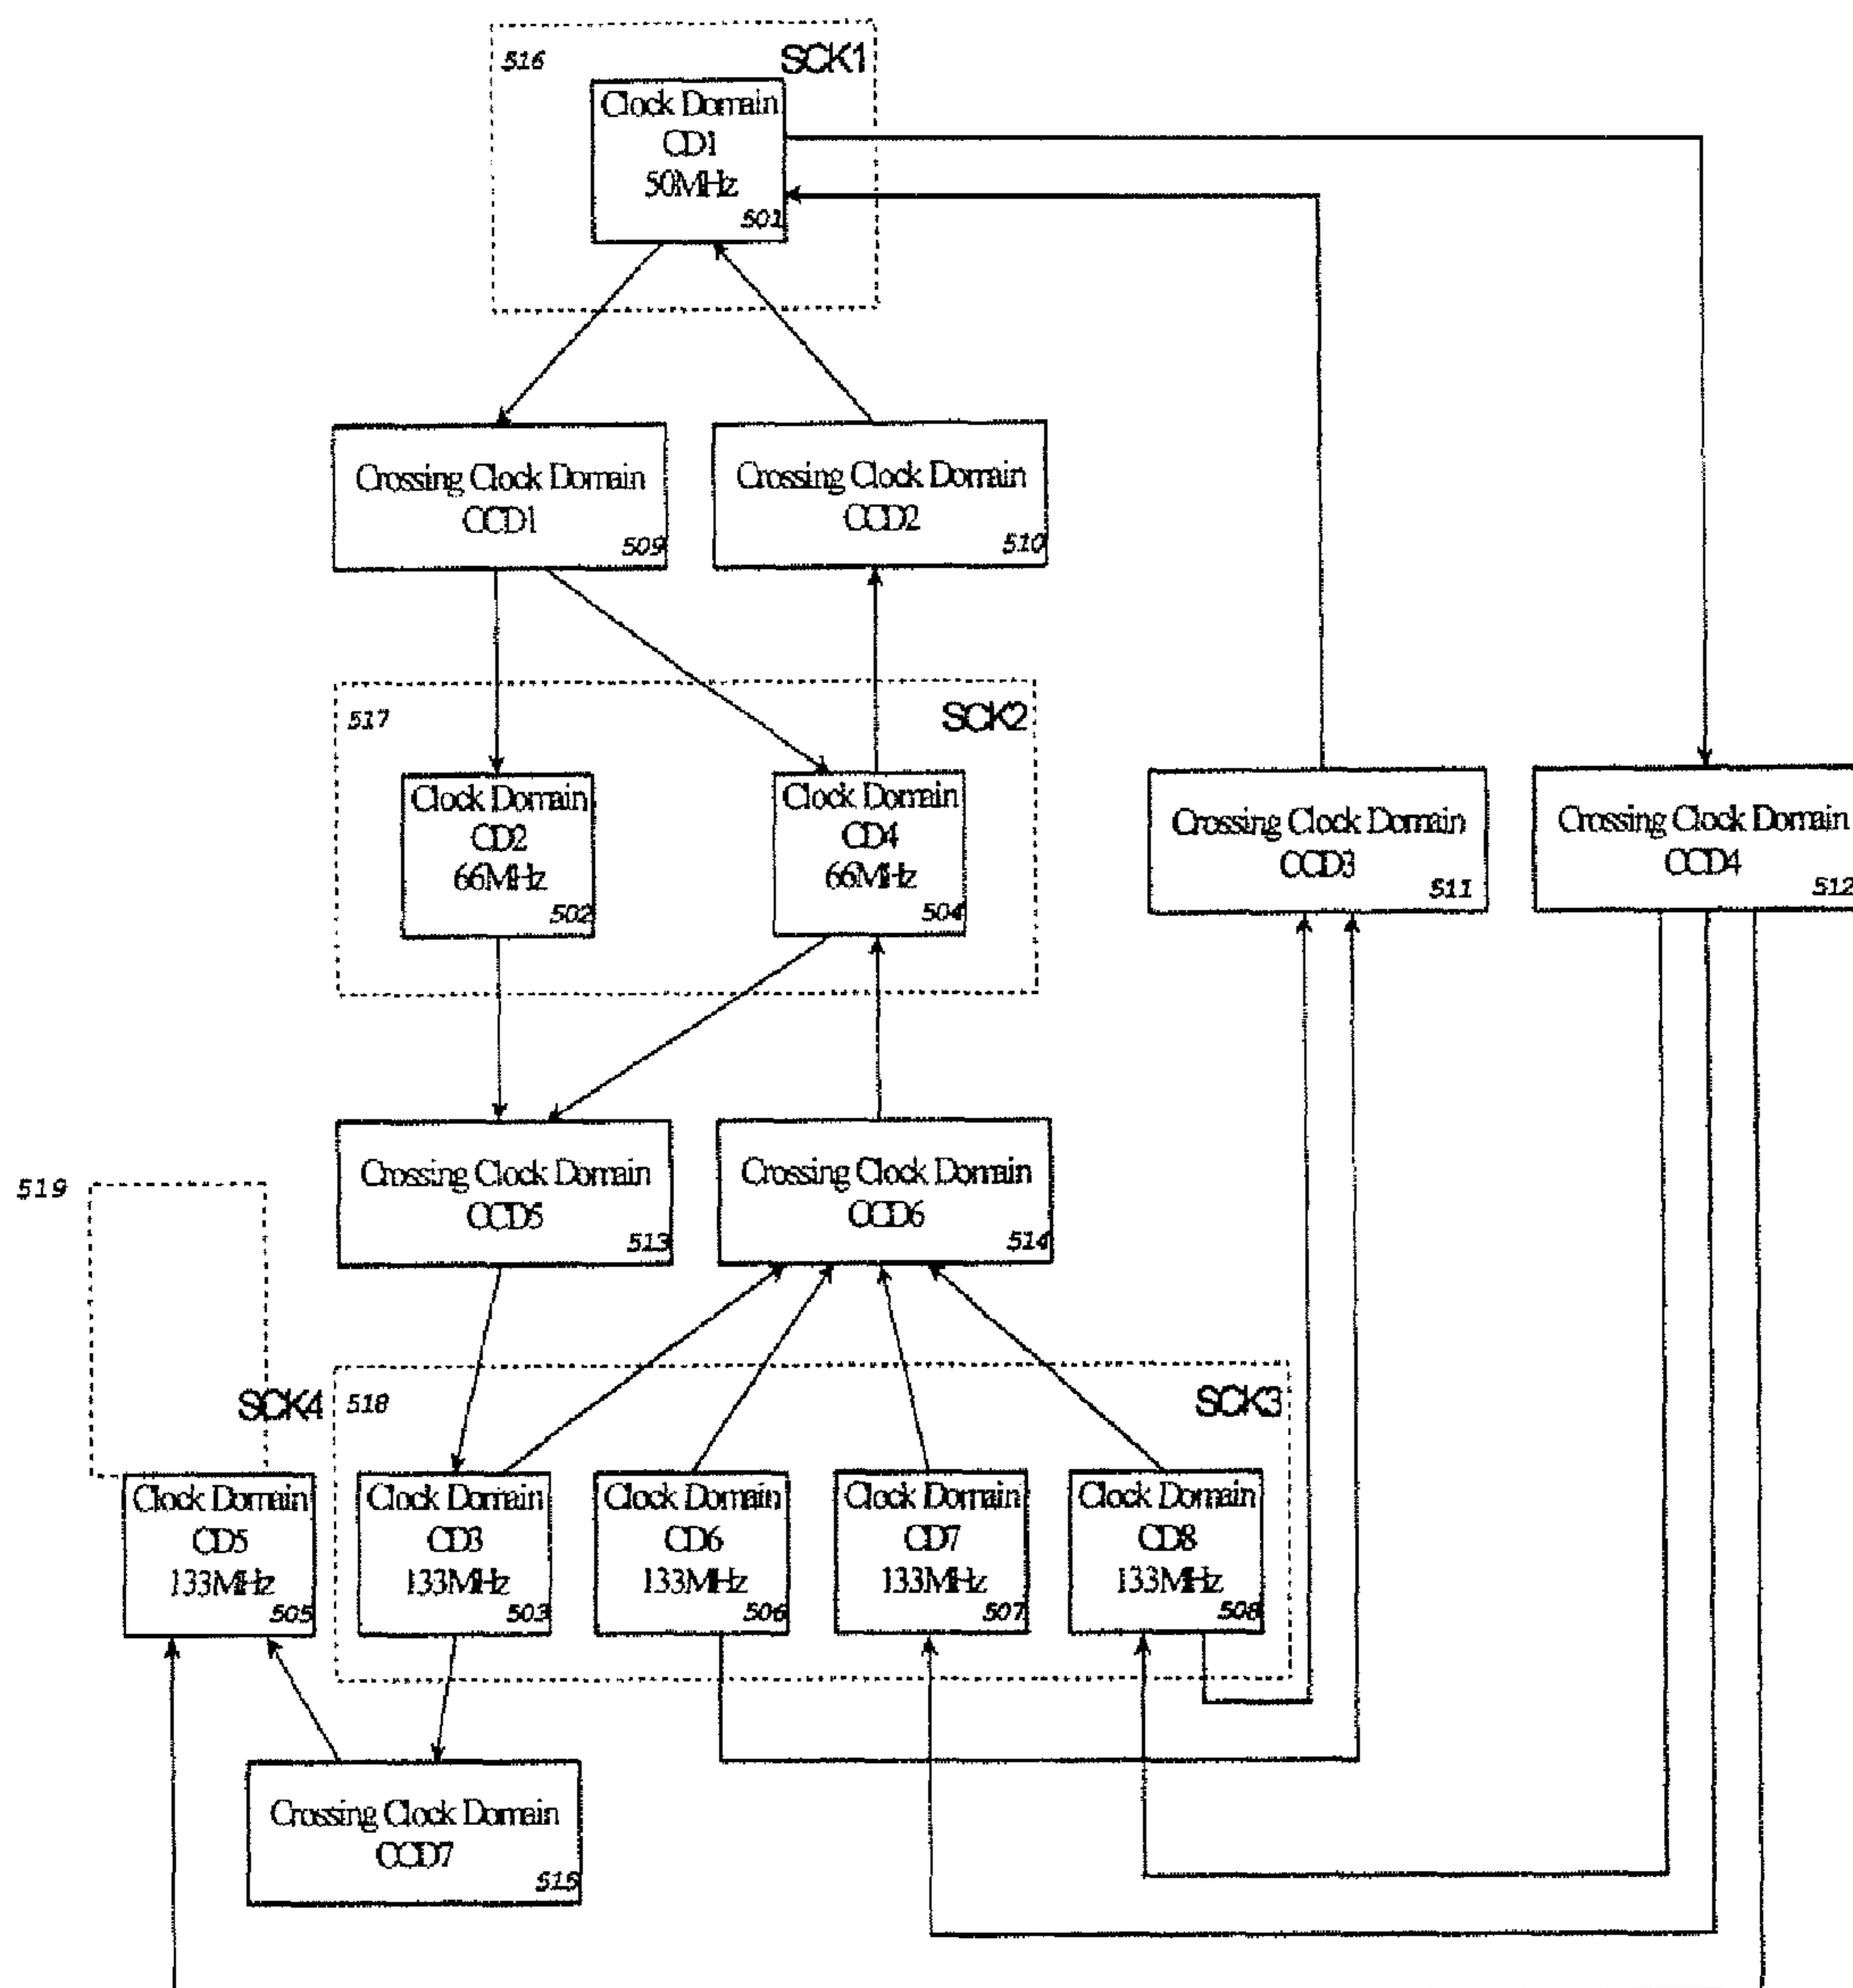 516
SCK1
Clock Domain
CD1
50MHz
501
Crossing Clock Domain
CCD1
509
Crossing Clock Domain
CCD2
510
517
SCK2
Clock Domain
CD2
66MHz
502
Clock Domain
CD4
66MHz
504
Crossing Clock Domain
CCD3
511
Crossing Clock Domain
CCD4
512
Crossing Clock Domain
CCD5
513
Crossing Clock Domain
CCD6
514
519
SCK4
518
SCK3
Clock Domain
CD5
133MHz
505
Clock Domain
CD3
133MHz
503
Clock Domain
CD6
133MHz
506
Clock Domain
CD7
133MHz
507
Clock Domain
CD8
133MHz
508
Crossing Clock Domain
CCD7
515